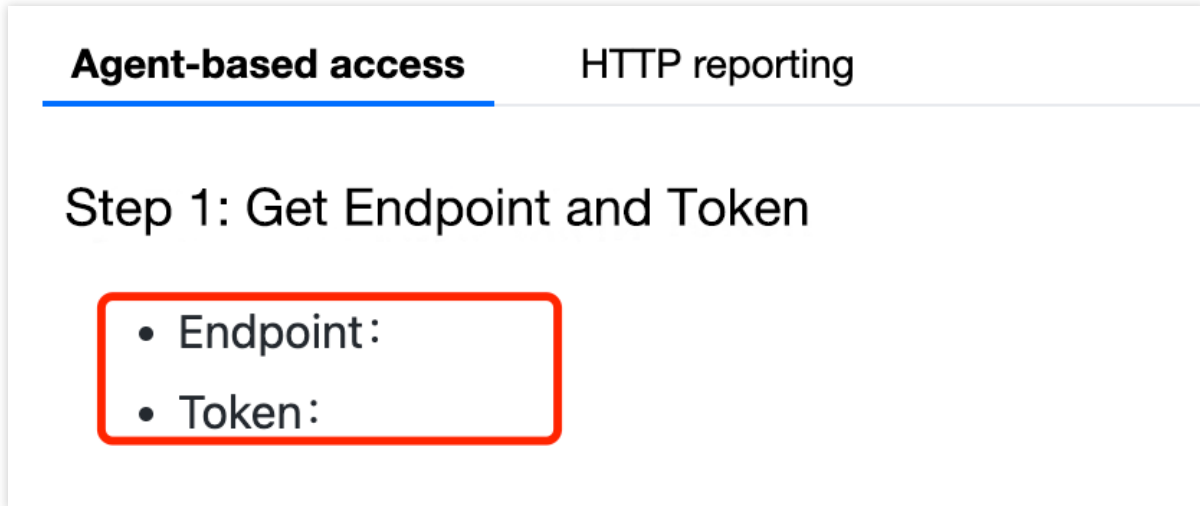 Agent-based access HTTP reporting
Step 1: Get Endpoint and Token
• Endpoint:
• Token: